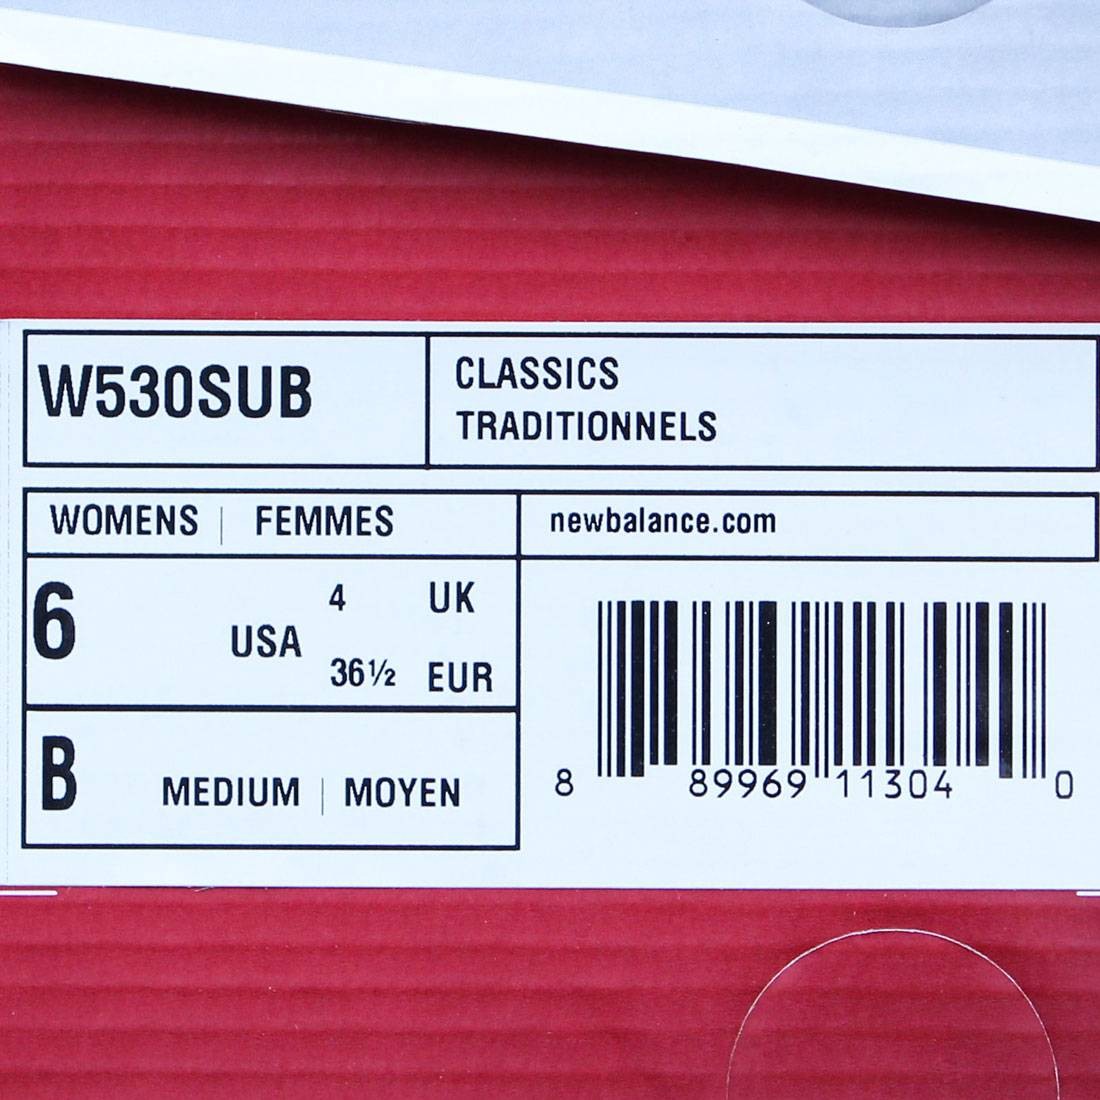 W530SUB
CLASSICS
TRADITIONNELS
WOMENS | FEMMES
newbalance.com
6 USA
4 UK
36½ EUR
B MEDIUM | MOYEN
8 89969 11304 0